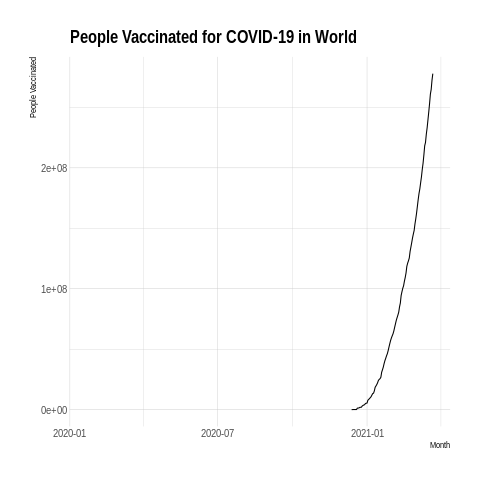 People Vaccinated for COVID-19 in World
People Vaccinated
2e+08
1e+08
0e+00
2020-01
2020-07
2021-01
Month